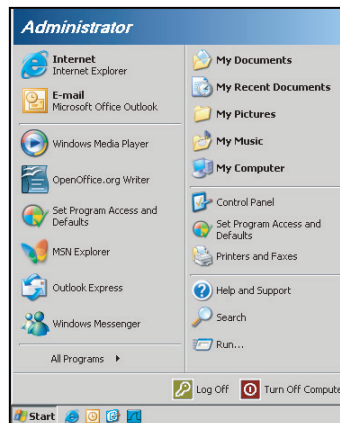 Administrator
Internet
Internet Explorer
E-mail
Microsoft Office Outlook
Windows Media Player
OpenOffice.org Writer
Set Program Access and
Defaults
MSN Explorer
Outlook Express
Windows Messenger
All Programs
My Documents
My Recent Documents
My Pictures
My Music
My Computer
Control Panel
Set Program Access and
Defaults
Printers and Faxes
Help and Support
Search
Run...
Log Off
Turn Off Compute
Start